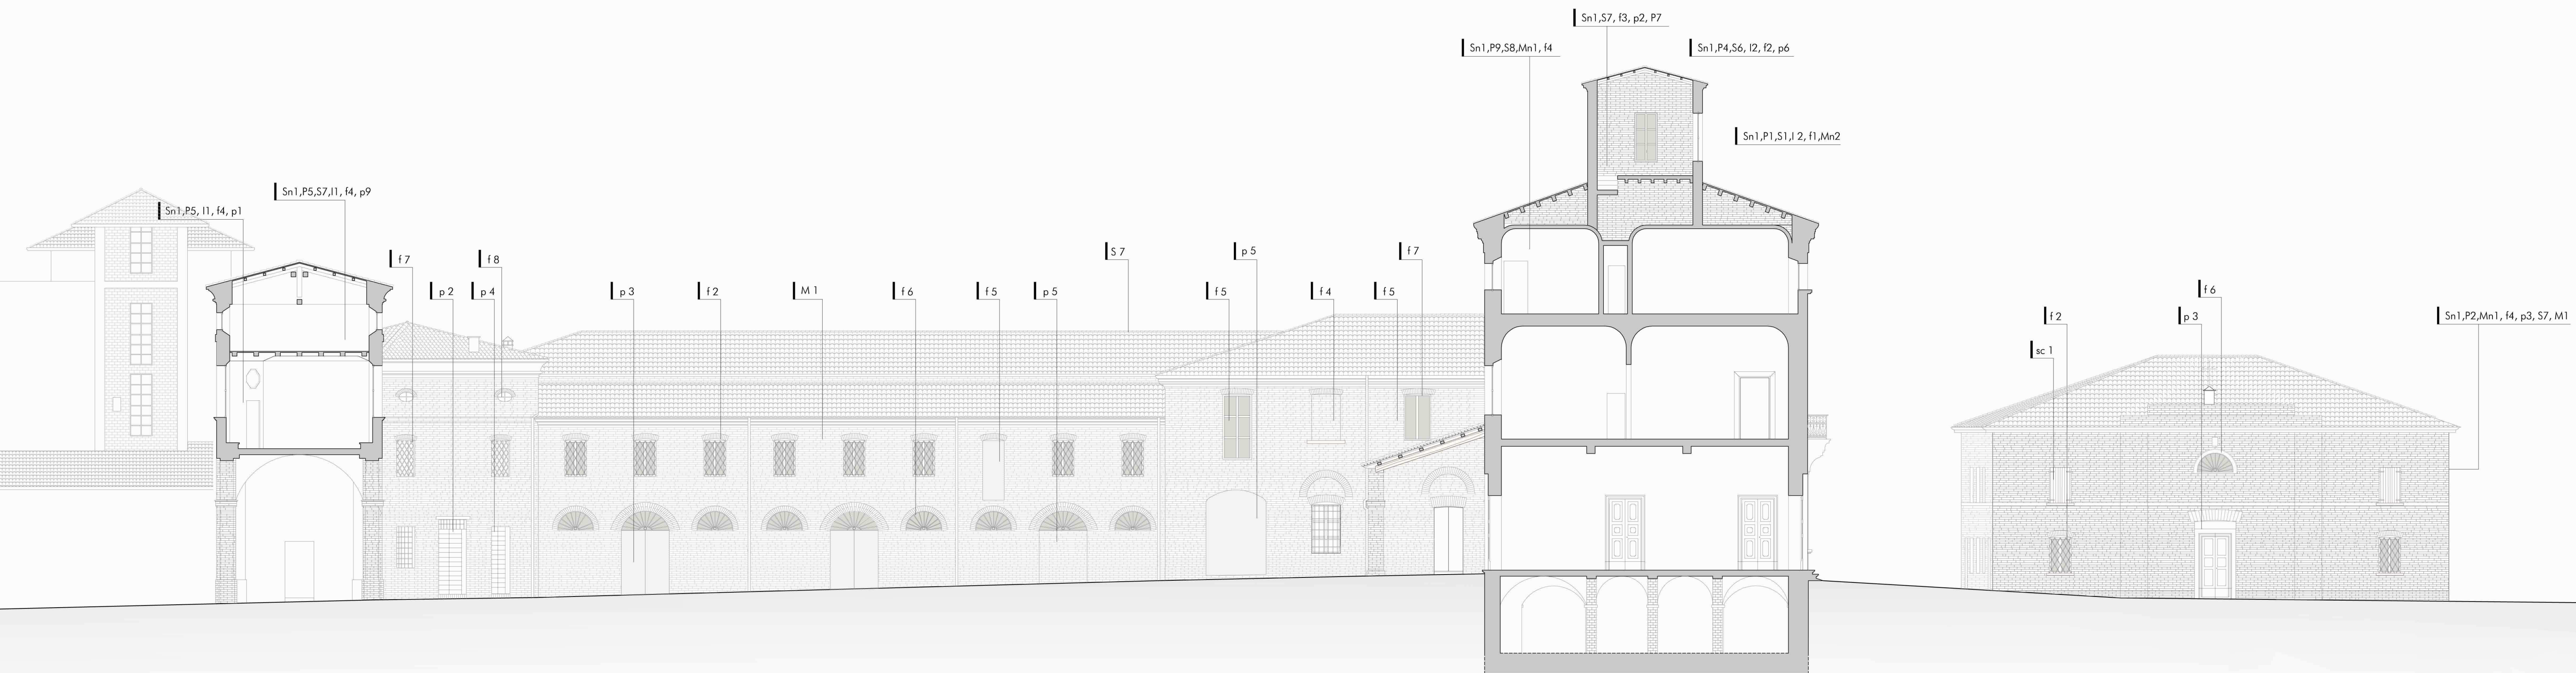 Sn1,S7, f3, p2, P7
Sn1,P9,S8,Mn1, f4
Sn1,P4,S6, I2, f2, p6
Sn1,P1,S1,I 2, f1,Mn2
Sn1,P5,S7,I1, f4, p9
Sn1,P5, I1, f4, p1
f 7
f 8
S 7
p 5
f 7
p 2
p 4
p 3
f 2
M 1
f 6
f 5
p 5
f 5
f 4
f 5
f 6
f 2
p 3
Sn1,P2,Mn1, f4, p3, S7, M1
sc 1